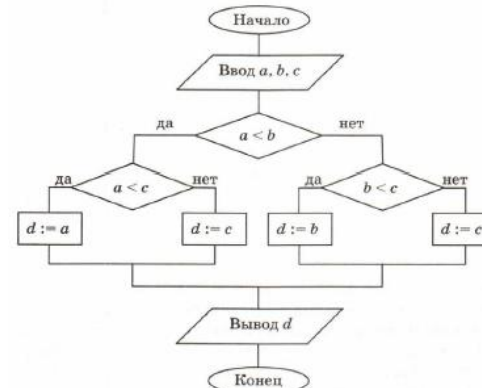 Начало
Ввод a, b, c
да нет
a < b
да нет да нет
a < c b < c
d := a d := c d := b d := c
Вывод d
Конец